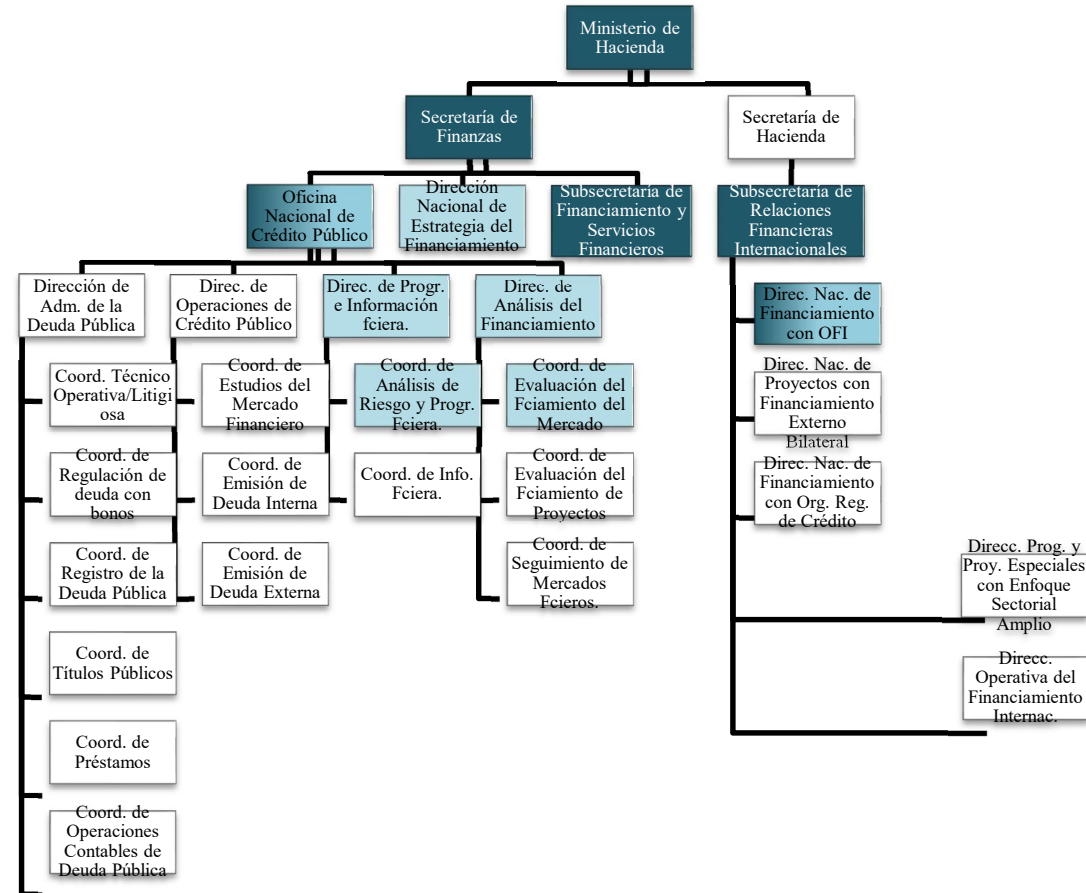 Ministerio de
Hacienda
Secretaría de
Finanzas
Secretaría de
Hacienda
Oficina
Nacional de
Crédito Público
Dirección
Nacional de
Estrategia del
Financiamiento
Subsecretaría de
Financiamiento y
Servicios
Financieros
Subsecretaría de
Relaciones
Financieras
Internacionales
Dirección de
Adm. de la
Deuda Pública
Direc. de
Operaciones de
Crédito Público
Direc. de Progr.
e Información
fciera.
Direc. de
Análisis del
Financiamiento
Direc. Nac. de
Financiamiento
con OFI
Coord. Técnico
Operativa/Litigi
osa
Coord. de
Estudios del
Mercado
Financiero
Coord. de
Análisis de
Riesgo y Progr.
Fciera.
Coord. de
Evaluación del
Fciamiento del
Mercado
Direc. Nac. de
Proyectos con
Financiamiento
Externo
Bilateral
Coord. de
Regulación de
deuda con
bonos
Coord. de
Emisión de
Deuda Interna
Coord. de Info.
Fciera.
Coord. de
Evaluación del
Fciamiento de
Proyectos
Direc. Nac. de
Financiamiento
con Org. Reg.
de Crédito
Coord. de
Registro de la
Deuda Pública
Coord. de
Emisión de
Deuda Externa
Coord. de
Seguimiento de
Mercados
Fcieros.
Direcc. Prog. y
Proy. Especiales
con Enfoque
Sectorial
Amplio
Coord. de
Títulos Públicos
Direcc.
Operativa del
Financiamiento
Internac.
Coord. de
Préstamos
Coord. de
Operaciones
Contables de
Deuda Pública